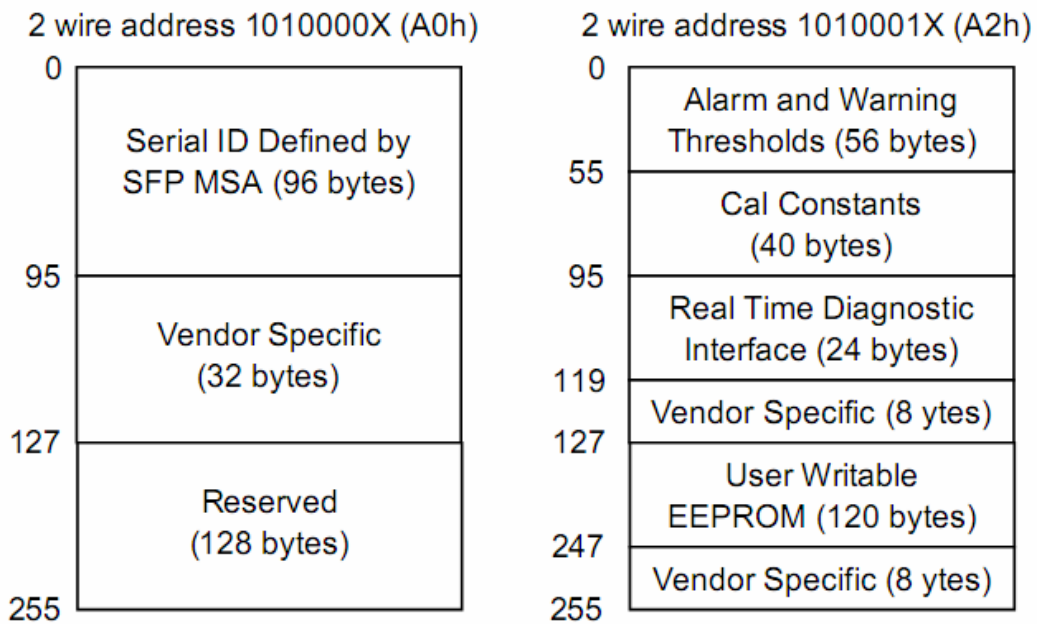 2 wire address 1010000X (A0h)
0
Serial ID Defined by
SFP MSA (96 bytes)
95
Vendor Specific
(32 bytes)
127
Reserved
(128 bytes)
255
2 wire address 1010001X (A2h)
0
Alarm and Warning
Thresholds (56 bytes)
55
Cal Constants
(40 bytes)
95
Real Time Diagnostic
Interface (24 bytes)
119
Vendor Specific (8 ytes)
127
User Writable
EEPROM (120 bytes)
247
Vendor Specific (8 ytes)
255